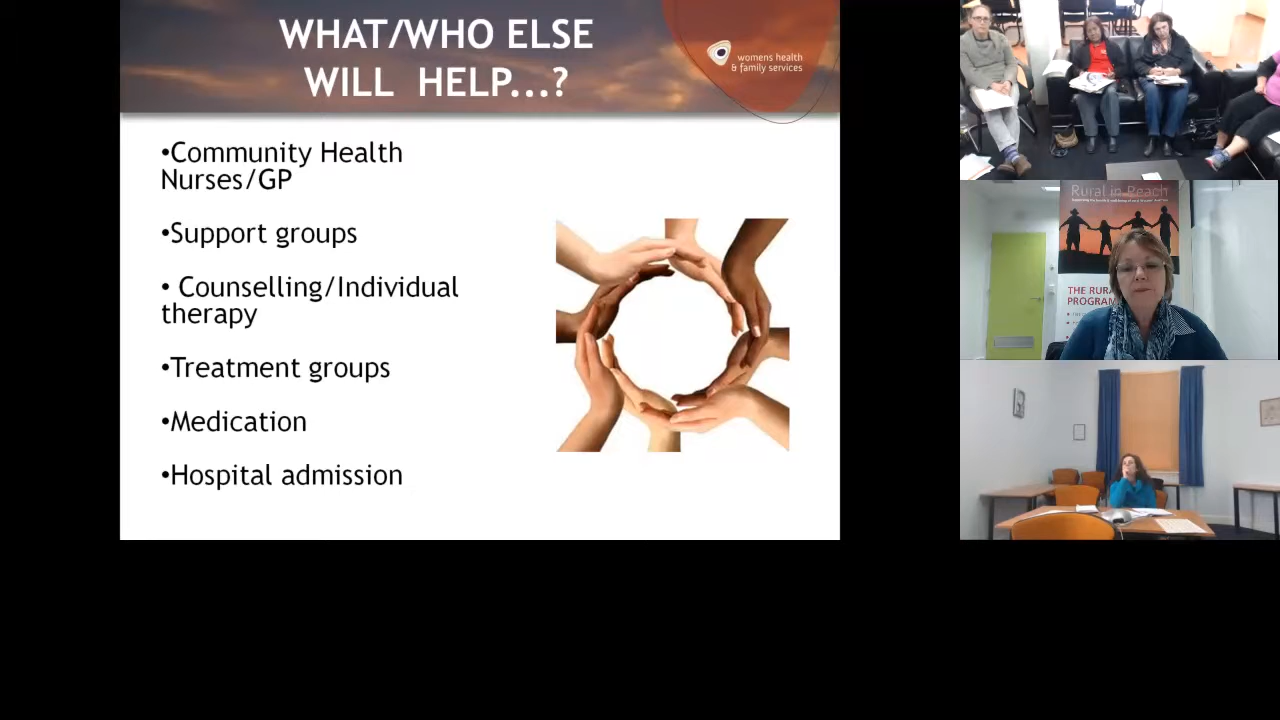 WHAT/WHO ELSE
WILL HELP...?
womens health
& family services
•Community Health
Nurses/GP
•Support groups
• Counselling/Individual
therapy
•Treatment groups
•Medication
•Hospital admission
Rural in Reach
THE RURA
PROGRAM